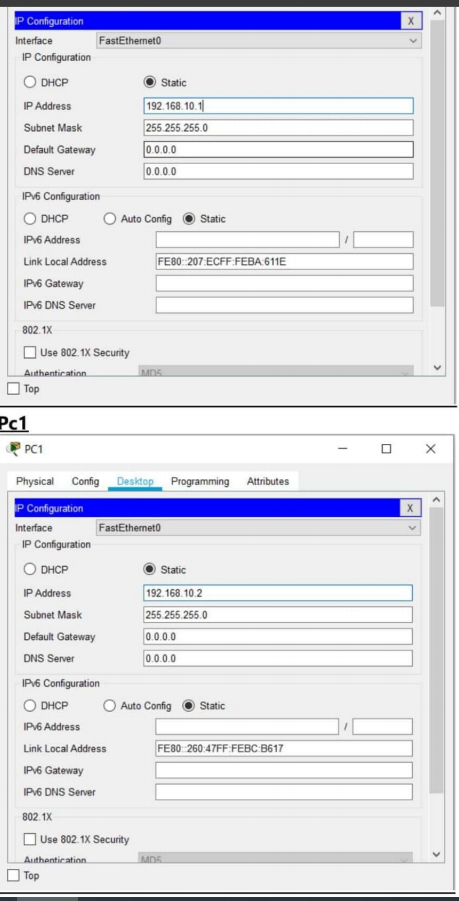 IP Configuration X
Interface FastEthernet0
IP Configuration
DHCP Static
IP Address 192.168.10.1
Subnet Mask 255.255.255.0
Default Gateway 0.0.0.0
DNS Server 0.0.0.0
IPv6 Configuration
DHCP Auto Config Static
IPv6 Address /
Link Local Address FE80::207:ECFF:FEBA:611E
IPv6 Gateway
IPv6 DNS Server
802.1X
Use 802.1X Security
Authentication MD5
Top
Pc1
PC1
Physical Config Desktop Programming Attributes
IP Configuration X
Interface FastEthernet0
IP Configuration
DHCP Static
IP Address 192.168.10.2
Subnet Mask 255.255.255.0
Default Gateway 0.0.0.0
DNS Server 0.0.0.0
IPv6 Configuration
DHCP Auto Config Static
IPv6 Address /
Link Local Address FE80::260:47FF:FEBC:B617
IPv6 Gateway
IPv6 DNS Server
802.1X
Use 802.1X Security
Authentication MD5
Top